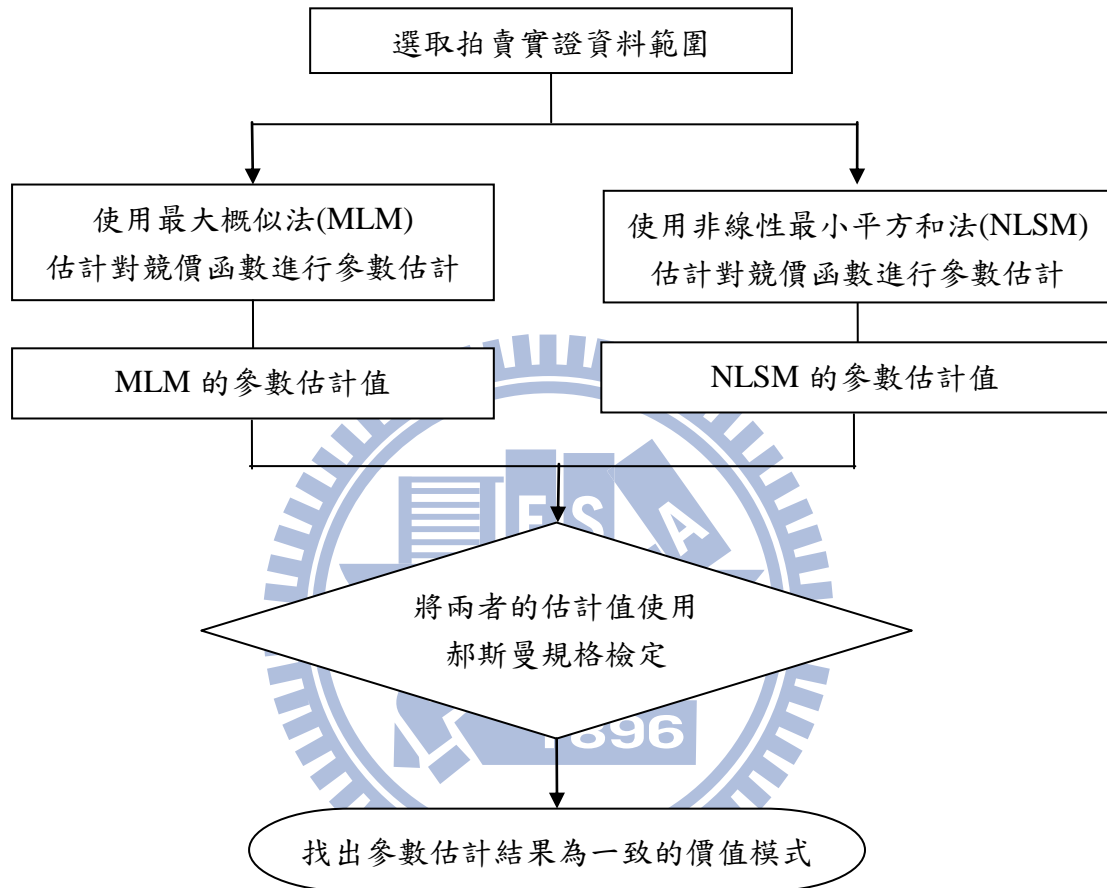 選取拍賣實證資料範圍
使用最大概似法(MLM)
估計對競價函數進行參數估計
使用非線性最小平方和法(NLSM)
估計對競價函數進行參數估計
MLM 的參數估計值
NLSM 的參數估計值
E S A
將兩者的估計值使用
郝斯曼規格檢定
1896
找出參數估計結果為一致的價值模式